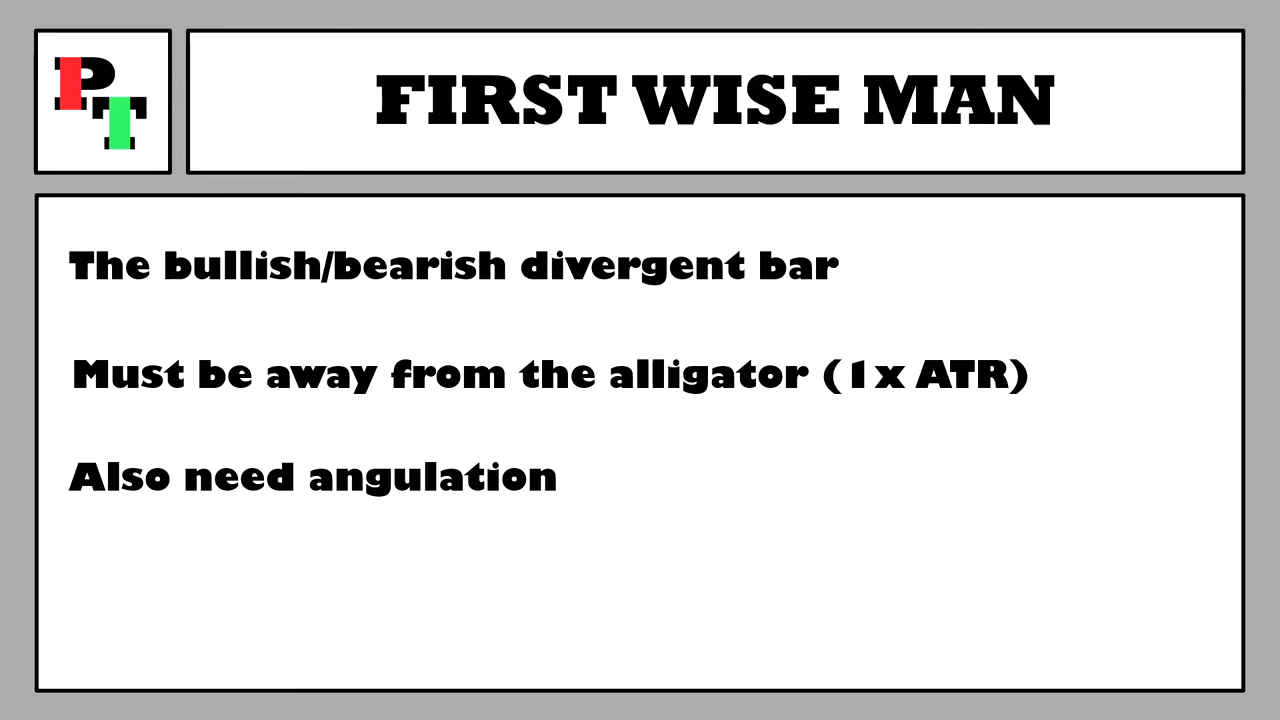 PT
FIRST WISE MAN
The bullish/bearish divergent bar
Must be away from the alligator (1x ATR)
Also need angulation